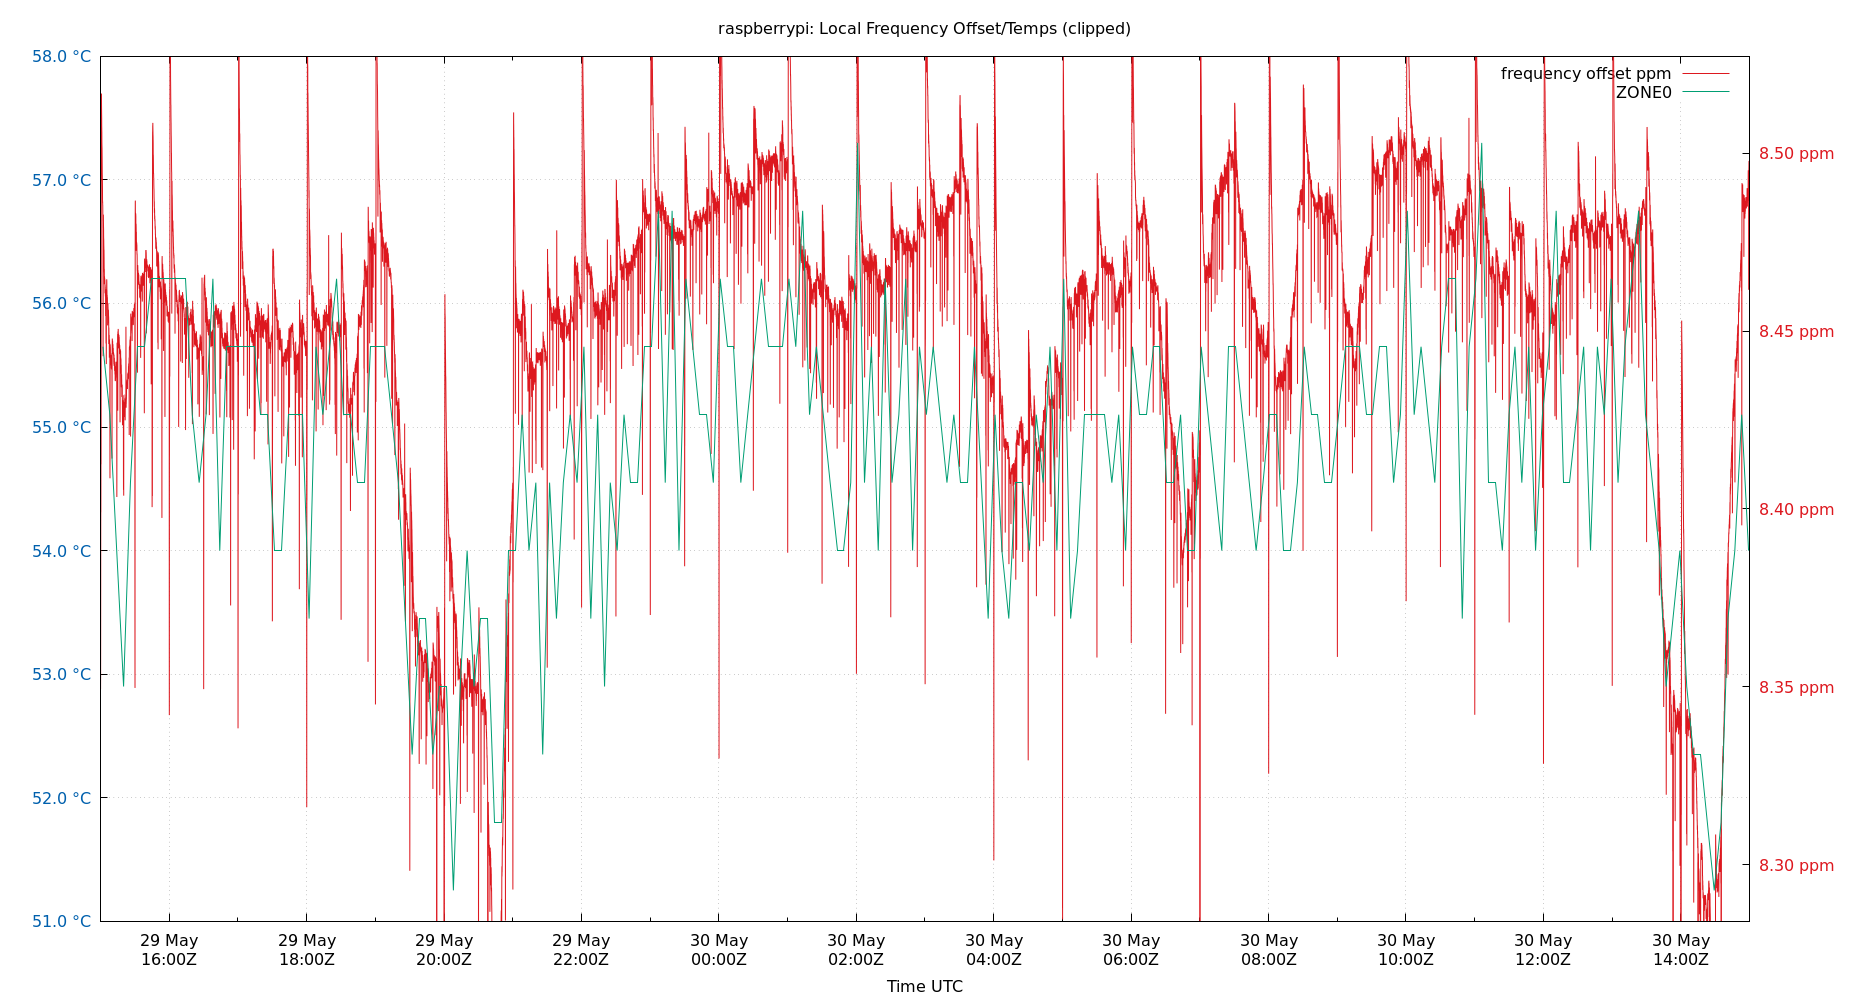 raspberrypi: Local Frequency Offset/Temps (clipped)
58.0 °C
57.0 °C
56.0 °C
55.0 °C
54.0 °C
53.0 °C
52.0 °C
51.0 °C
frequency offset ppm
ZONE0
8.50 ppm
8.45 ppm
8.40 ppm
8.35 ppm
8.30 ppm
29 May 29 May 29 May 29 May 30 May 30 May 30 May 30 May 30 May 30 May 30 May 30 May
16:00Z 18:00Z 20:00Z 22:00Z 00:00Z 02:00Z 04:00Z 06:00Z 08:00Z 10:00Z 12:00Z 14:00Z
Time UTC